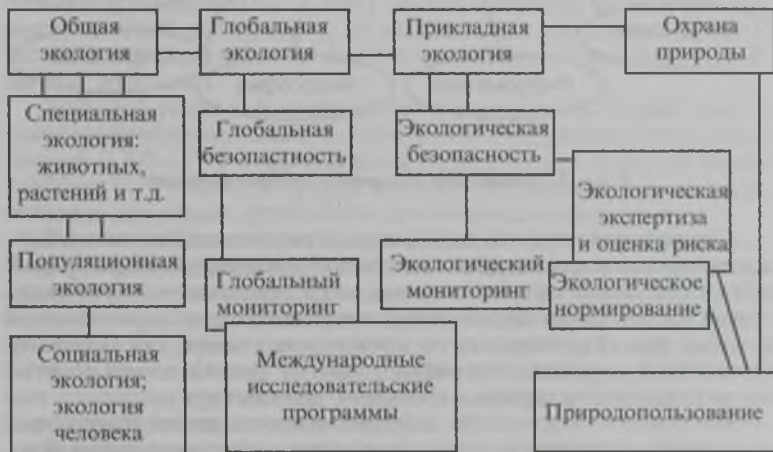 Общая
экология
Глобальная
экология
Прикладная
экология
Охрана
природы
Специальная
экология:
животных,
растений и т.д.
Глобальная
безопастность
Экологическая
безопасность
Экологическая
экспертиза
и оценка риска
Популяционная
экология
Глобальный
мониторинг
Экологический
мониторинг
Экологическое
нормирование
Социальная
экология;
экология
человека
Международные
исследовательские
программы
Природопользование